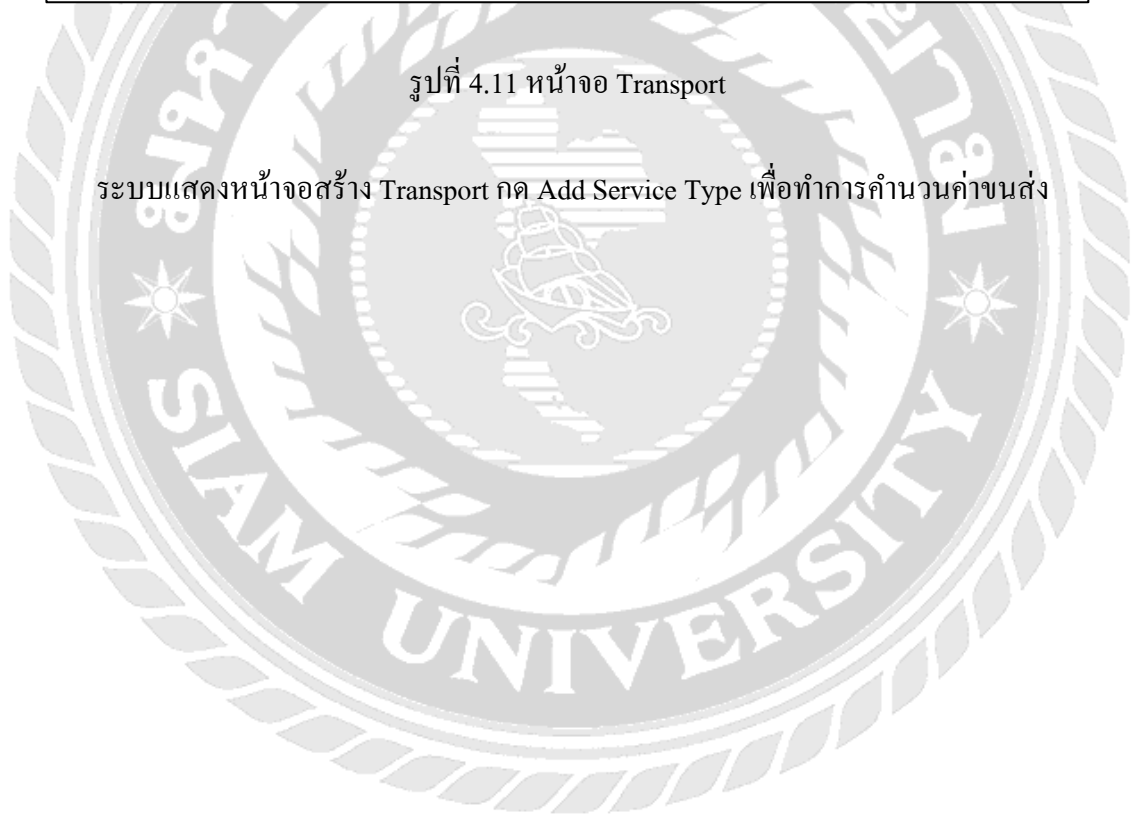 รูปที่ 4.11 หน้าจอ Transport
ระบบแสดงหน้าจอสร้าง Transport กด Add Service Type เพื่อทำการคำนวนค่าขนส่ง
SIAM UNIVERSITY